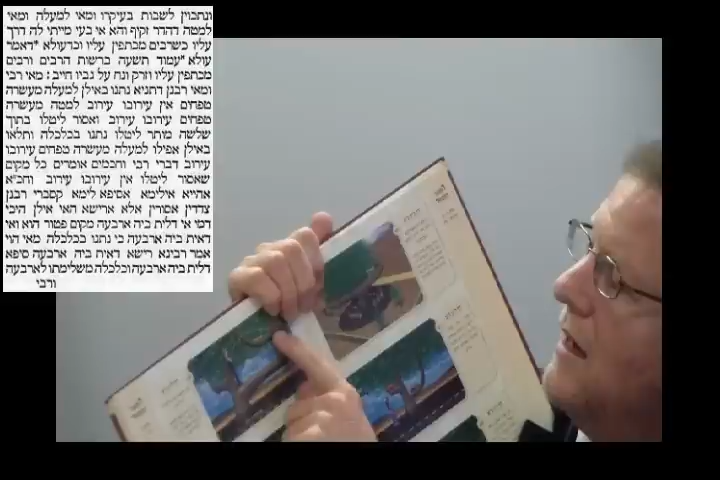 ונתכוין לשבות בעיקרו ומאי למעלה ומאי
למטה דהדר זקיף והא אי בעי מייתי לה דרך
עליו כשרבים מכתפין עליו וכדעולא דאמר
עולא עמוד תשעה ברשות הרבים ורבים
מכתפין עליו וזרק ונח על גביו חייב: מאי רבי
ומאי רבנן דתניא נתנו באילן למעלה מעשרה
טפחים אין עירובו עירוב למטה מעשרה
טפחים עירובו עירוב ואסור ליטלו בתוך
שלשה מותר ליטלו נתנו בכלכלה ותלאו
באילן אפילו למעלה מעשרה טפחים עירובו
עירוב דברי רבי וחכמים אומרים כל מקום
שאסור ליטלו אין עירובו עירוב וחכ"א
אהייא אילימא אסיפא לימא קסברי רבנן
צדדין אסורין אלא ארישא האי אילן היכי
דמי אי דלית ביה ארבעה מקום פטור הוא ואי
דאית ביה ארבעה כי נתנו בכלכלה מאי הוי
אמר רבינא רישא דאית ביה ארבעה סיפא
דלית ביה ארבעה וכלכלה משלימתו לארבעה
ורבי